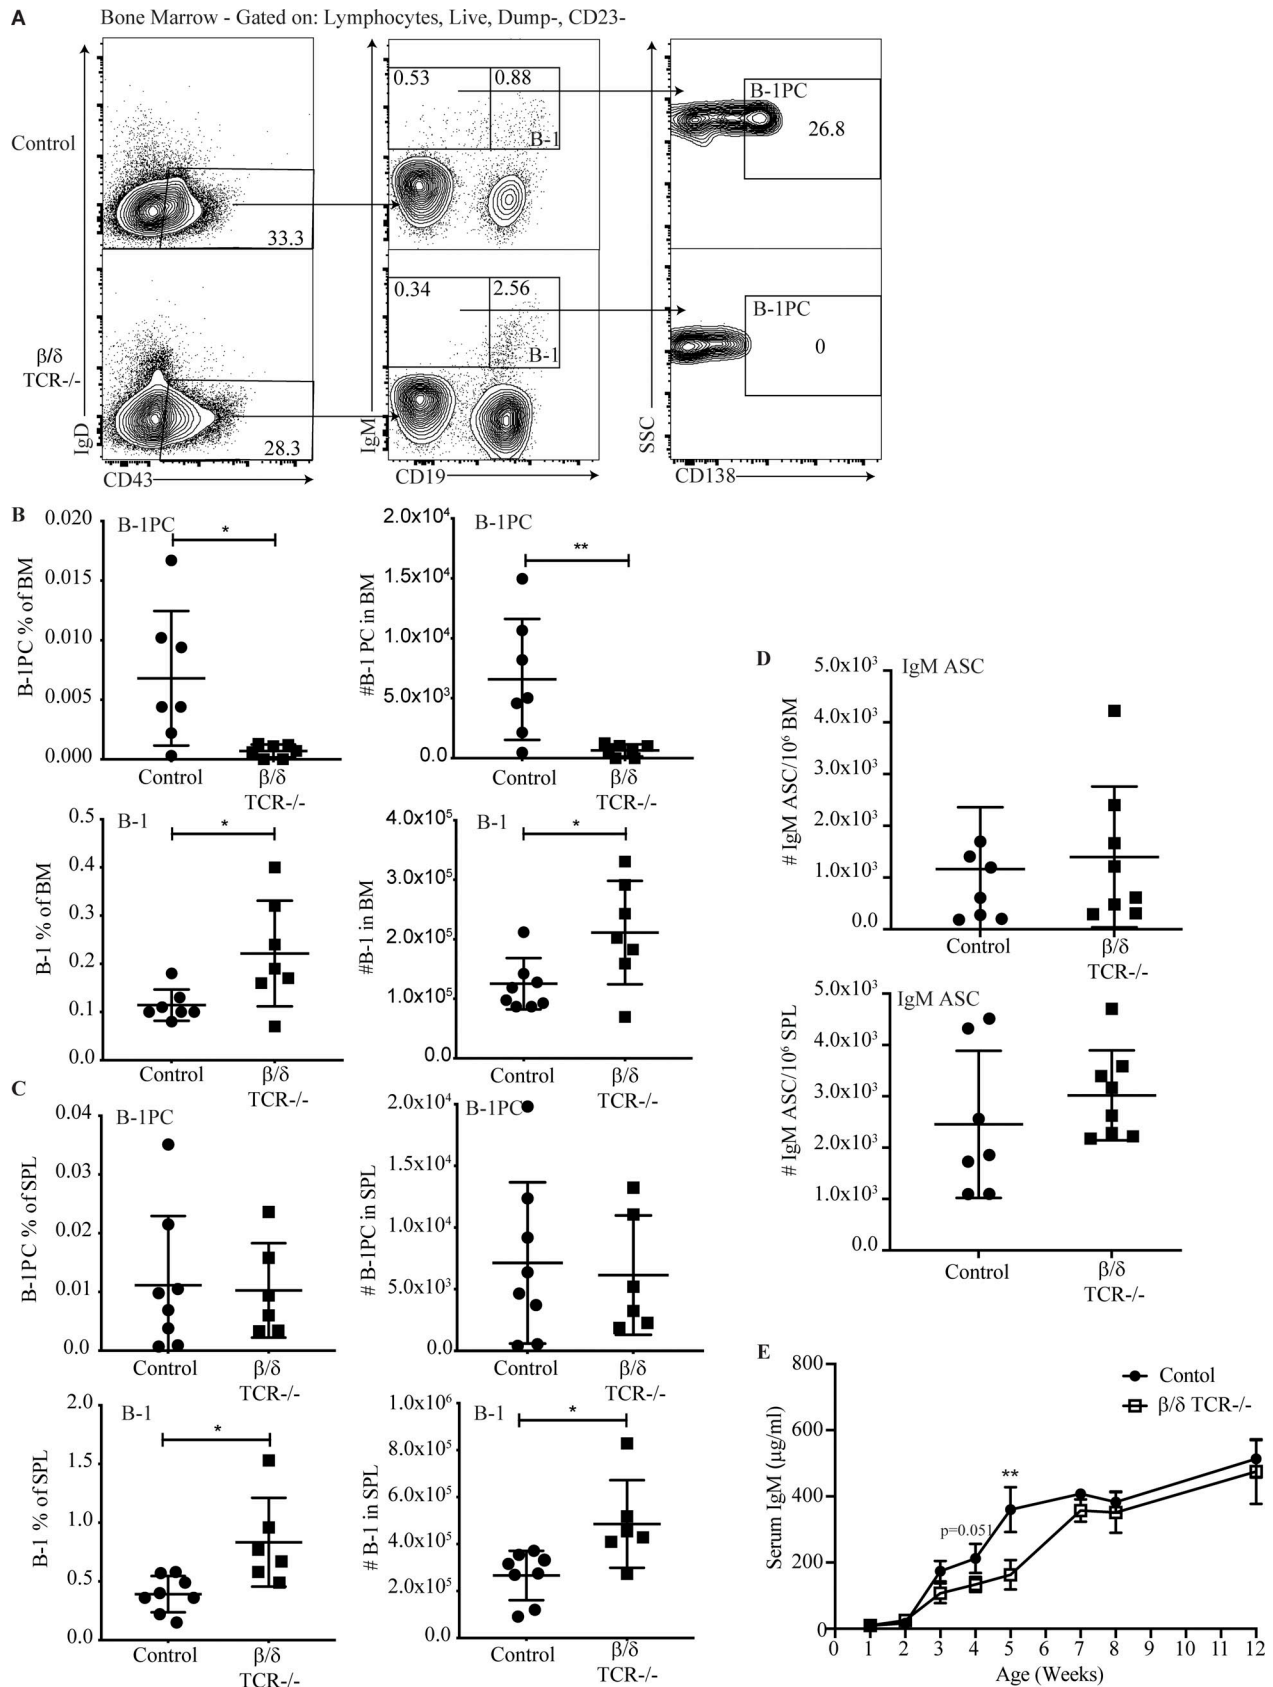 A
Bone Marrow - Gated on: Lymphocytes, Live, Dump-, CD23-
Control
33.3
0.53
0.88
B-1
B-1PC
26.8
β/δ
TCR-/-
28.3
0.34
2.56
B-1
B-1PC
0
IgD
CD43
IgM
CD19
SSC
CD138
B
B-1PC
*
0.020
0.015
0.010
0.005
0.000
B-1PC % of BM
Control
β/δ
TCR-/-
B-1PC
**
2.0x10⁴
1.5x10⁴
1.0x10⁴
5.0x10³
0.0
#B-1 PC in BM
Control
β/δ
TCR-/-
B-1
*
0.5
0.4
0.3
0.2
0.1
0.0
B-1 % of BM
Control
β/δ
TCR-/-
B-1
*
4.0x10⁵
3.0x10⁵
2.0x10⁵
1.0x10⁵
0.0
#B-1 in BM
Control
β/δ
TCR-/-
C
B-1PC
0.04
0.03
0.02
0.01
0.0
B-1PC % of SPL
Control
β/δ
TCR-/-
B-1PC
2.0x10⁴
1.5x10⁴
1.0x10⁴
5.0x10³
0.0
# B-1PC in SPL
Control
β/δ
TCR-/-
B-1
*
2.0
1.5
1.0
0.5
0.0
B-1 % of SPL
Control
β/δ
TCR-/-
*
1.0x10⁶
8.0x10⁵
6.0x10⁵
4.0x10⁵
2.0x10⁵
0.0
# B-1 in SPL
Control
β/δ
TCR-/-
D
IgM ASC
5.0x10³
4.0x10³
3.0x10³
2.0x10³
1.0x10³
0.0
# IgM ASC/10⁶ BM
Control
β/δ
TCR-/-
IgM ASC
5.0x10³
4.0x10³
3.0x10³
2.0x10³
1.0x10³
0.0
# IgM ASC/10⁶ SPL
Control
β/δ
TCR-/-
E
800
600
400
200
0
Serum IgM (μg/ml)
Contol
β/δ TCR-/-
**
p=0.051
0 1 2 3 4 5 6 7 8 9 10 11 12
Age (Weeks)